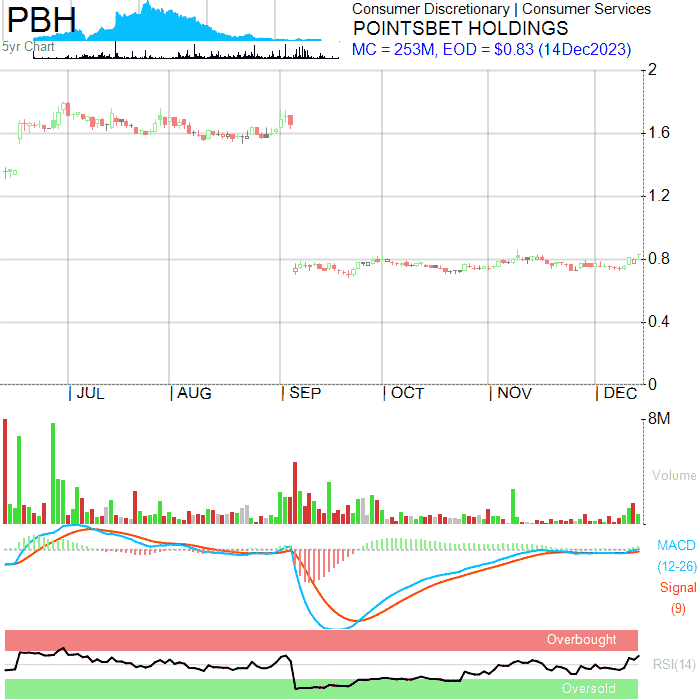 PBH
5yr Chart
Consumer Discretionary | Consumer Services
POINTSBET HOLDINGS
MC = 253M, EOD = $0.83 (14Dec2023)
2
1.6
1.2
0.8
0.4
0
| JUL | AUG | SEP | OCT | NOV | DEC
8M
Volume
MACD
(12-26)
Signal
(9)
Overbought
RSI(14)
Oversold